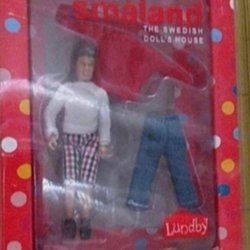 småland
THE SWEDISH
DOLL'S HOUSE
Lundby